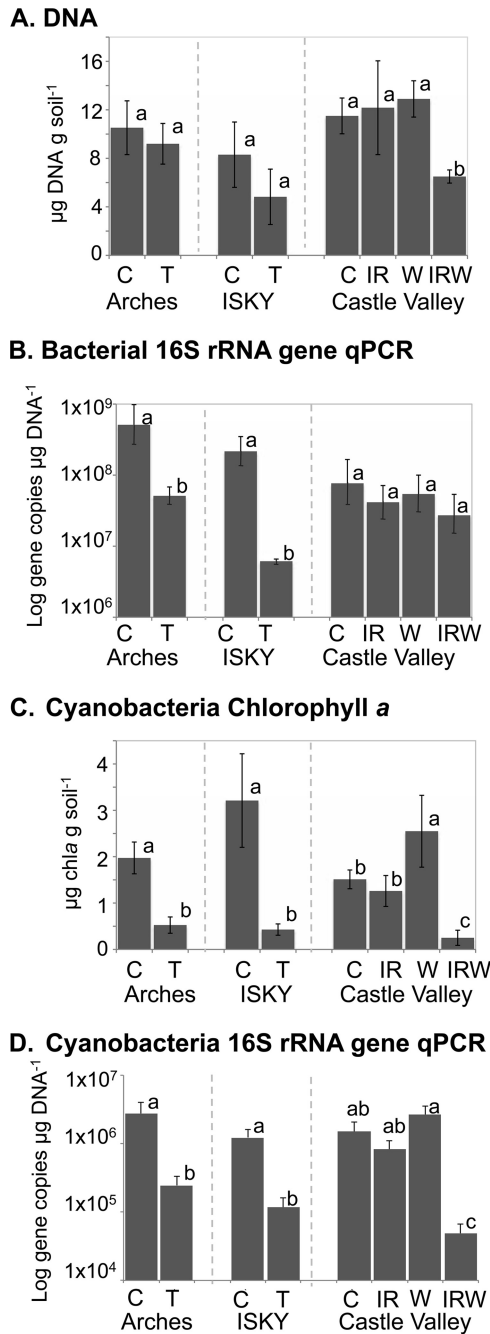 A. DNA
µg DNA g soil-1
16
12
8
4
0
a a a a a a a b
C T C T C IR W IRW
Arches ISKY Castle Valley
B. Bacterial 16S rRNA gene qPCR
Log gene copies µg DNA-1
1x10^9
1x10^8
1x10^7
1x10^6
a b a b a a a a
C T C T C IR W IRW
Arches ISKY Castle Valley
C. Cyanobacteria Chlorophyll a
µg chla g soil-1
4
3
2
1
0
a b a b b b a c
C T C T C IR W IRW
Arches ISKY Castle Valley
D. Cyanobacteria 16S rRNA gene qPCR
Log gene copies µg DNA-1
1x10^7
1x10^6
1x10^5
1x10^4
a b a b ab ab a c
C T C T C IR W IRW
Arches ISKY Castle Valley